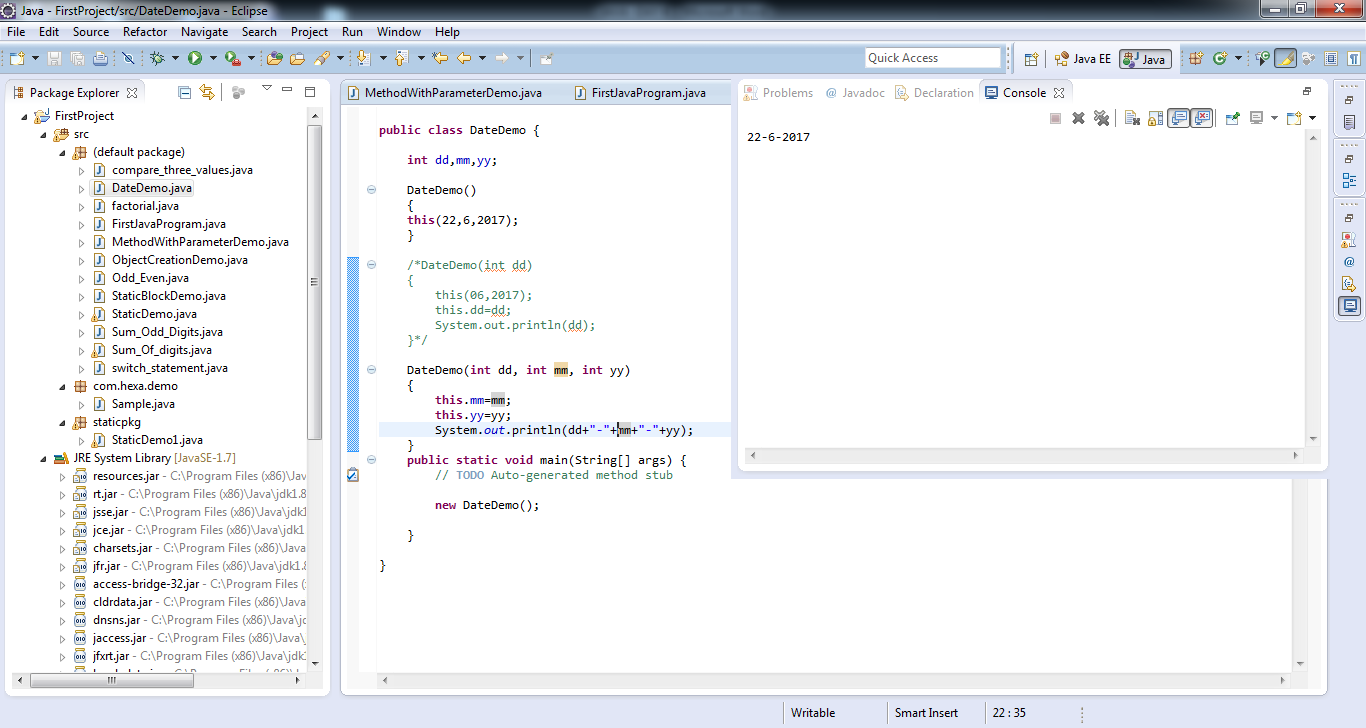 Java - FirstProject/src/DateDemo.java - Eclipse
File Edit Source Refactor Navigate Search Project Run Window Help
Quick Access
Java EE
Java
Package Explorer
FirstProject
src
(default package)
compare_three_values.java
DateDemo.java
factorial.java
FirstJavaProgram.java
MethodWithParameterDemo.java
ObjectCreationDemo.java
Odd_Even.java
StaticBlockDemo.java
StaticDemo.java
Sum_Odd_Digits.java
Sum_Of_digits.java
switch_statement.java
com.hexa.demo
Sample.java
staticpkg
StaticDemo1.java
JRE System Library [JavaSE-1.7]
resources.jar - C:\Program Files (x86)\Java
rt.jar - C:\Program Files (x86)\Java\jdk1.8
jsse.jar - C:\Program Files (x86)\Java\jdk1
jce.jar - C:\Program Files (x86)\Java\jdk1
charsets.jar - C:\Program Files (x86)\Java
jfr.jar - C:\Program Files (x86)\Java\jdk1.8
access-bridge-32.jar - C:\Program Files (x86)
cldrdata.jar - C:\Program Files (x86)\Java
dnsns.jar - C:\Program Files (x86)\Java\jd
jaccess.jar - C:\Program Files (x86)\Java\
jfxrt.jar - C:\Program Files (x86)\Java\jdk
MethodWithParameterDemo.java
FirstJavaProgram.java
public class DateDemo {
int dd,mm,yy;
DateDemo()
{
this(22,6,2017);
}
/*DateDemo(int dd)
{
this(06,2017);
this.dd=dd;
System.out.println(dd);
}*/
DateDemo(int dd, int mm, int yy)
{
this.mm=mm;
this.yy=yy;
System.out.println(dd+"-"+mm+"-"+yy);
}
public static void main(String[] args) {
// TODO Auto-generated method stub
new DateDemo();
}
}
Problems
@ Javadoc
Declaration
Console
22-6-2017
Writable
Smart Insert
22 : 35